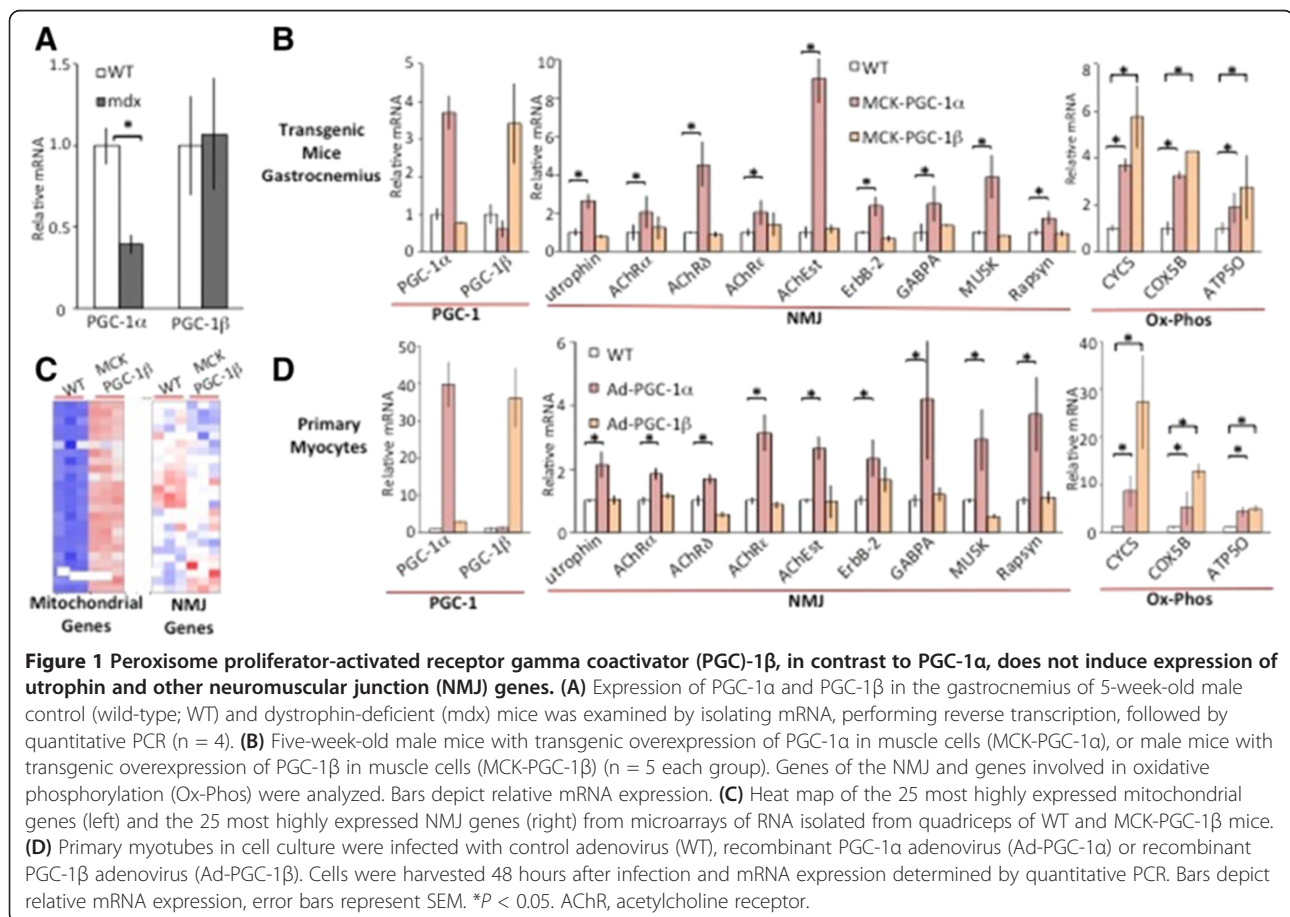 A
1.5
1.0
0.5
0
Relative mRNA
WT
mdx
*
PGC-1α PGC-1β
B
Transgenic
Mice
Gastrocnemius
Relative mRNA
5
4
3
2
1
0
PGC-1α PGC-1β
PGC-1
Relative mRNA
10
8
6
4
2
0
WT
MCK-PGC-1α
MCK-PGC-1β
* * * * * * * * *
utrophin AChRα AChRδ AChRε AChEst ErbB-2 GABPA MUSK Rapsyn
NMJ
Relative mRNA
8
6
4
2
0
* * * * * *
CYCS COX5B ATP5O
Ox-Phos
C
WT MCK PGC-1β WT MCK PGC-1β
Mitochondrial Genes
NMJ Genes
D
Primary
Myocytes
Relative mRNA
50
40
30
20
10
0
PGC-1α PGC-1β
PGC-1
Relative mRNA
6
4
2
0
WT
Ad-PGC-1α
Ad-PGC-1β
* * * * * * * * *
utrophin AChRα AChRδ AChRε AChEst ErbB-2 GABPA MUSK Rapsyn
NMJ
Relative mRNA
40
30
20
10
0
* * * * * *
CYCS COX5B ATP5O
Ox-Phos
Figure 1 Peroxisome proliferator-activated receptor gamma coactivator (PGC)-1β, in contrast to PGC-1α, does not induce expression of
utrophin and other neuromuscular junction (NMJ) genes. (A) Expression of PGC-1α and PGC-1β in the gastrocnemius of 5-week-old male
control (wild-type; WT) and dystrophin-deficient (mdx) mice was examined by isolating mRNA, performing reverse transcription, followed by
quantitative PCR (n = 4). (B) Five-week-old male mice with transgenic overexpression of PGC-1α in muscle cells (MCK-PGC-1α), or male mice with
transgenic overexpression of PGC-1β in muscle cells (MCK-PGC-1β) (n = 5 each group). Genes of the NMJ and genes involved in oxidative
phosphorylation (Ox-Phos) were analyzed. Bars depict relative mRNA expression. (C) Heat map of the 25 most highly expressed mitochondrial
genes (left) and the 25 most highly expressed NMJ genes (right) from microarrays of RNA isolated from quadriceps of WT and MCK-PGC-1β mice.
(D) Primary myotubes in cell culture were infected with control adenovirus (WT), recombinant PGC-1α adenovirus (Ad-PGC-1α) or recombinant
PGC-1β adenovirus (Ad-PGC-1β). Cells were harvested 48 hours after infection and mRNA expression determined by quantitative PCR. Bars depict
relative mRNA expression, error bars represent SEM. *P < 0.05. AChR, acetylcholine receptor.